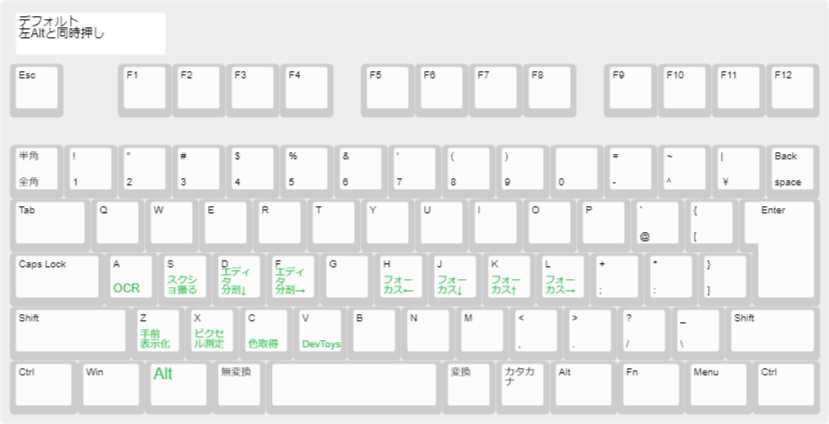 デフォルト
左Altと同時押し
Esc F1 F2 F3 F4 F5 F6 F7 F8 F9 F10 F11 F12
半角 ! " # $ % & ' ( ) = ~ | Back
全角 1 2 3 4 5 6 7 8 9 0 - ^ ¥ space
Tab Q W E R T Y U I O P ` { Enter
@ [
Caps Lock A S D F G H J K L + * }
OCR スクショ撮る エディタ分割↓ エディタ分割→ フォーカス← フォーカス↓ フォーカス↑ フォーカス→ ; : ]
Shift Z X C V B N M < > ? _ Shift
手前表示化 ピクセル測定 色取得 DevToys , . / \
Ctrl Win Alt 無変換 変換 カタカナ Alt Fn Menu Ctrl